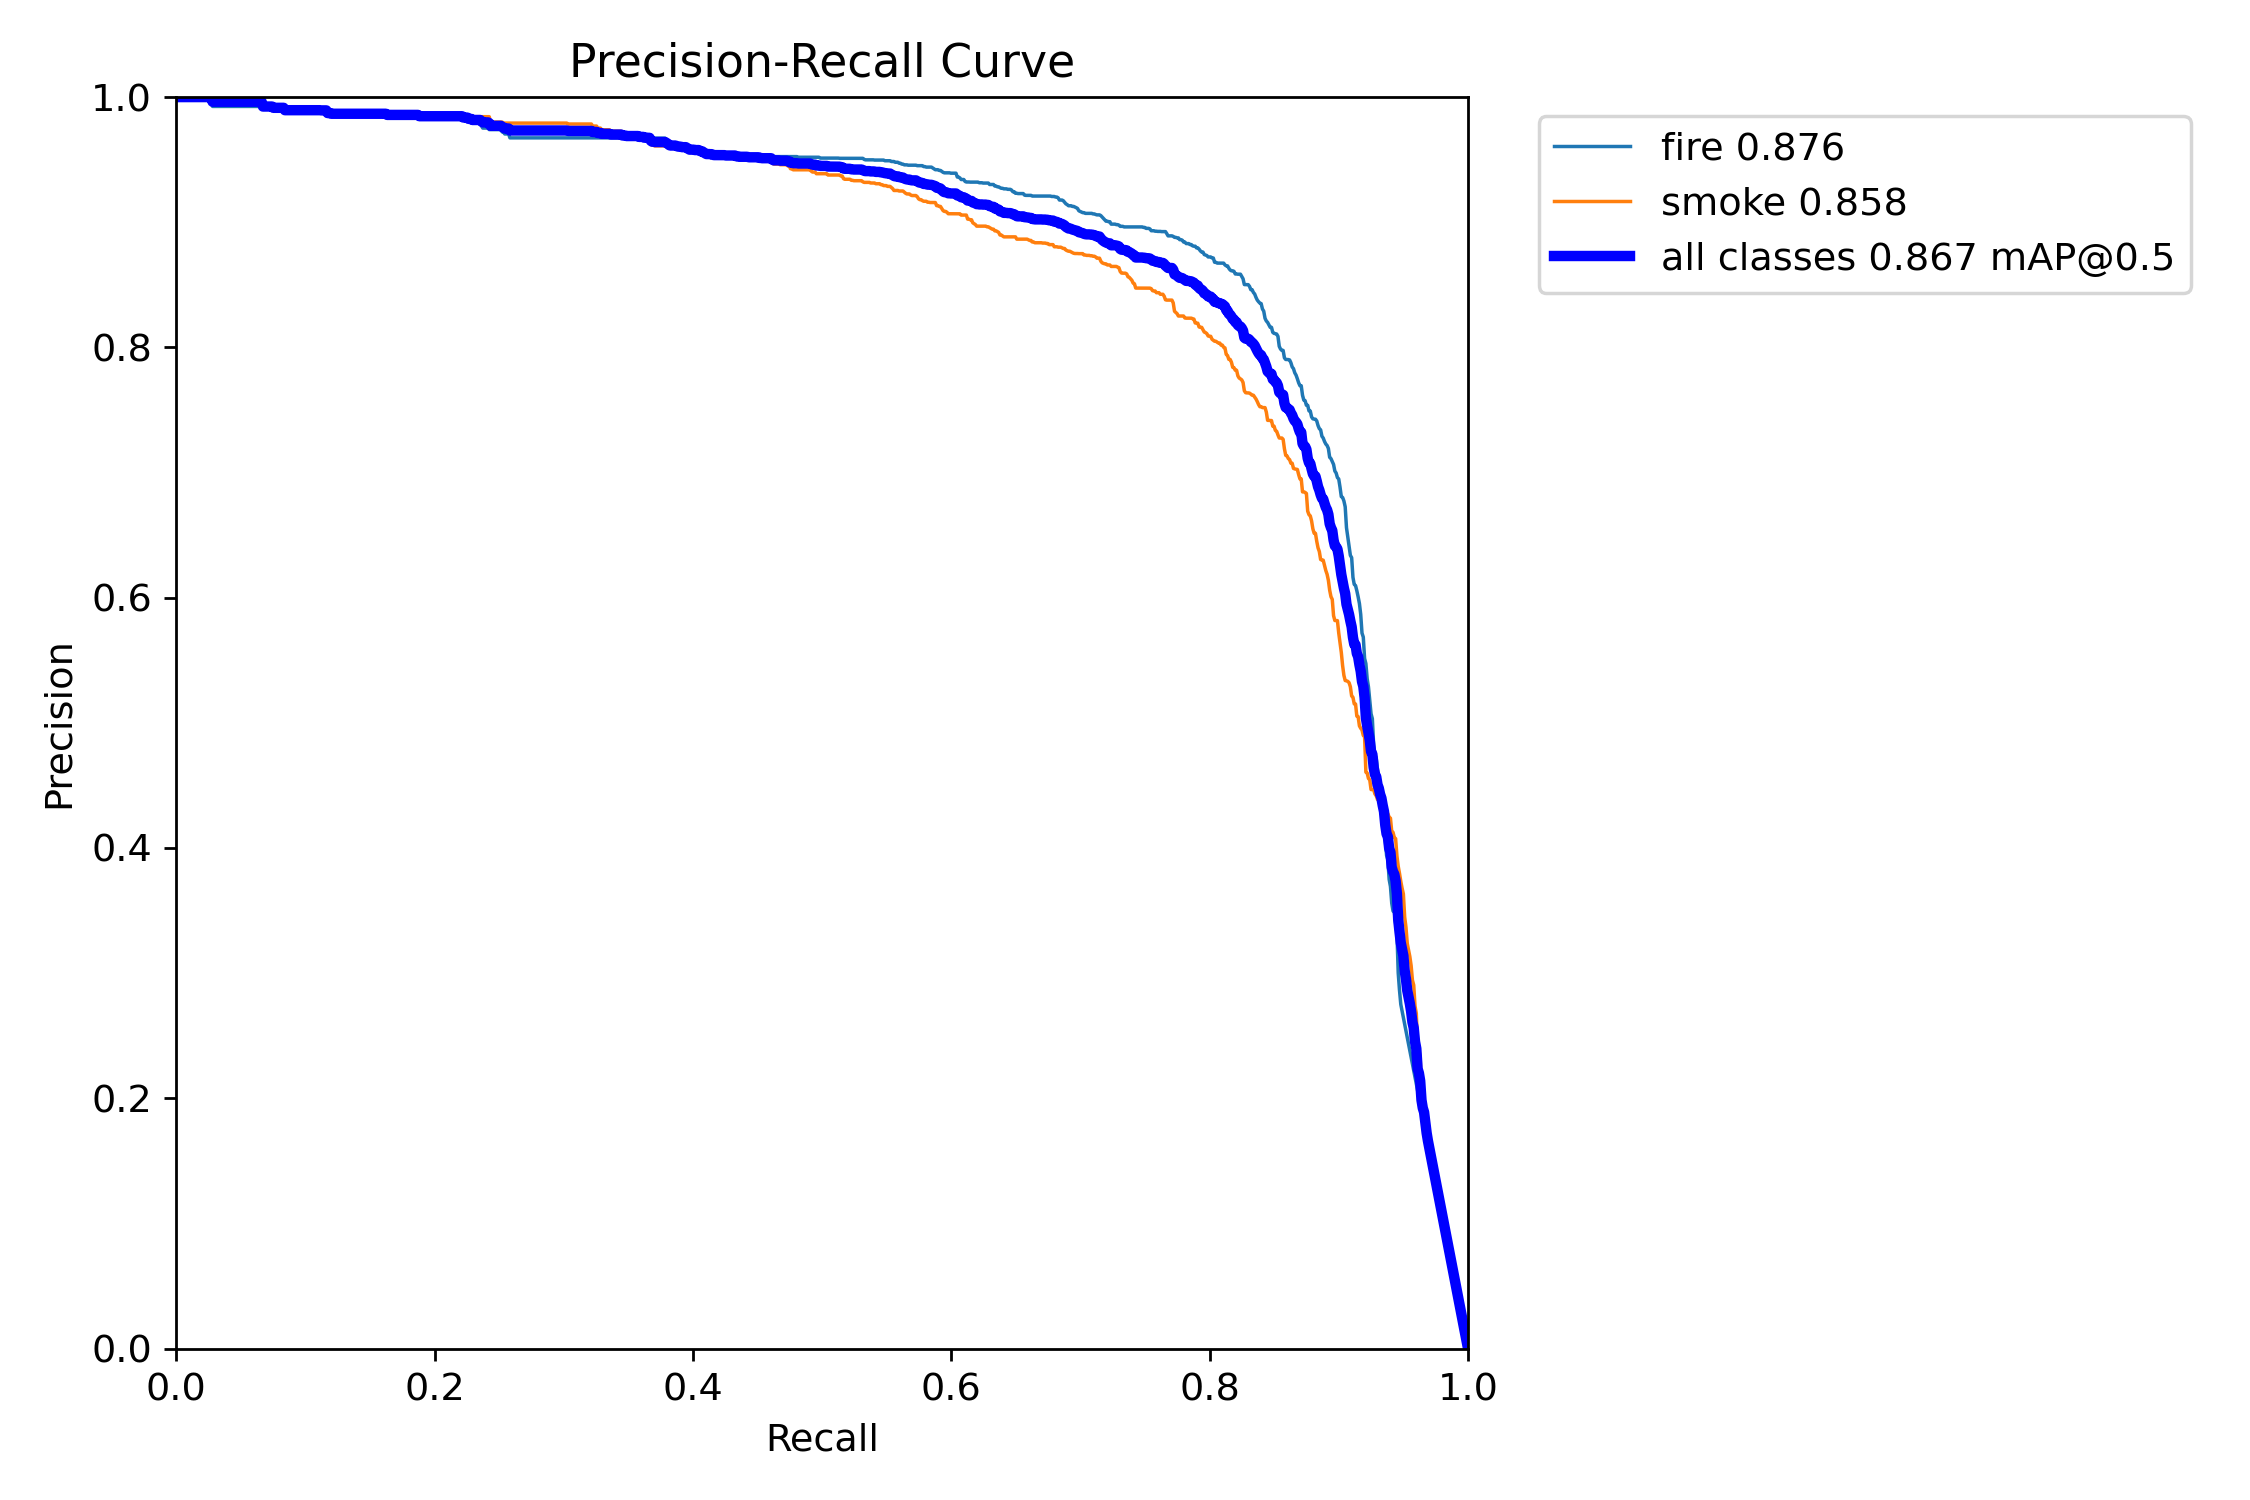 Precision-Recall Curve
1.0
0.8
0.6
0.4
0.2
0.0
Precision
0.0 0.2 0.4 0.6 0.8 1.0
Recall
fire 0.876
smoke 0.858
all classes 0.867 mAP@0.5